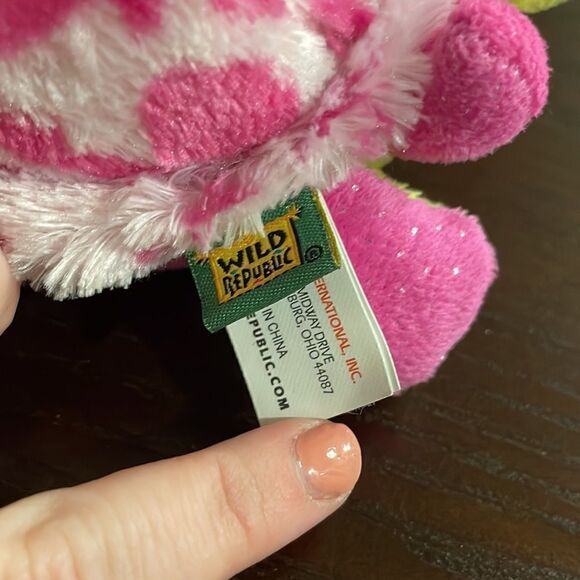 WILD
REPUBLIC ®
ERNATIONAL, INC.
MIDWAY DRIVE
BURG, OHIO 44087
IN CHINA
EPUBLIC.COM